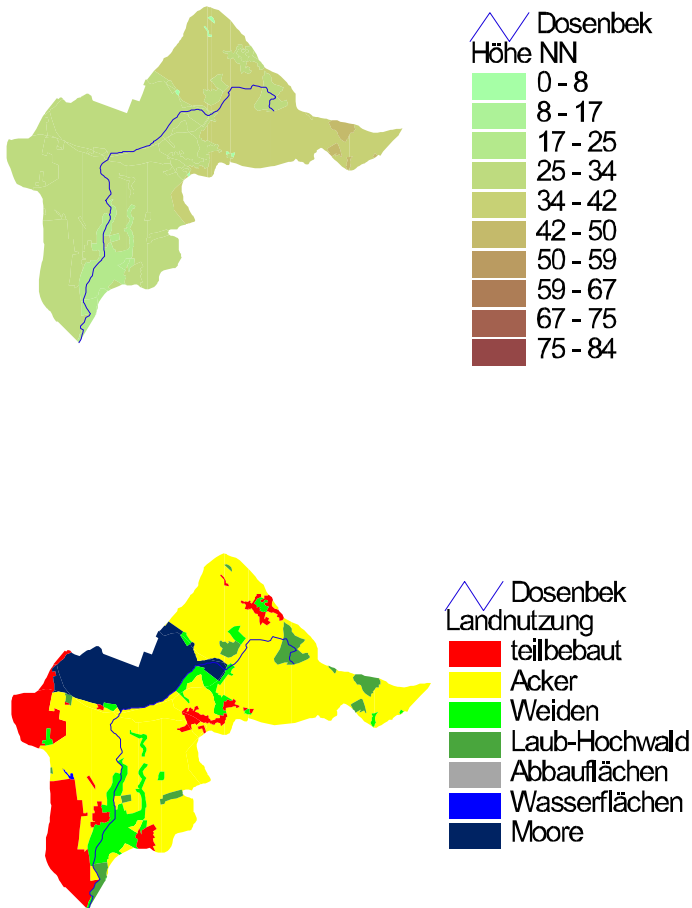 Dosenbek
Höhe NN
0 - 8
8 - 17
17 - 25
25 - 34
34 - 42
42 - 50
50 - 59
59 - 67
67 - 75
75 - 84
Dosenbek
Landnutzung
teilbebaut
Acker
Weiden
Laub-Hochwald
Abbauflächen
Wasserflächen
Moore